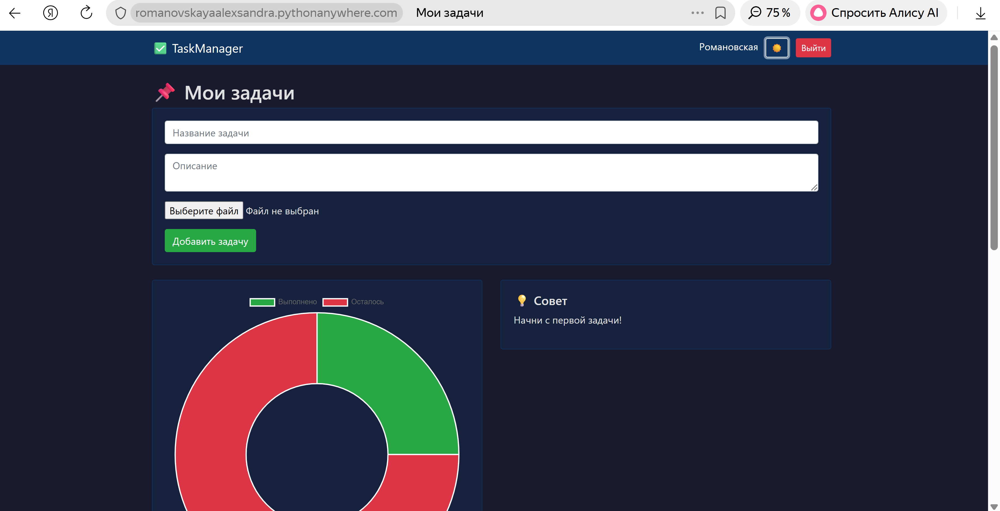 romanovskayaalexsandra.pythonanywhere.com Мои задачи 75 % Спросить Алису AI
TaskManager Романовская Выйти
Мои задачи
Название задачи
Описание
Выберите файл Файл не выбран
Добавить задачу
Выполнено Осталось
Совет
Начни с первой задачи!